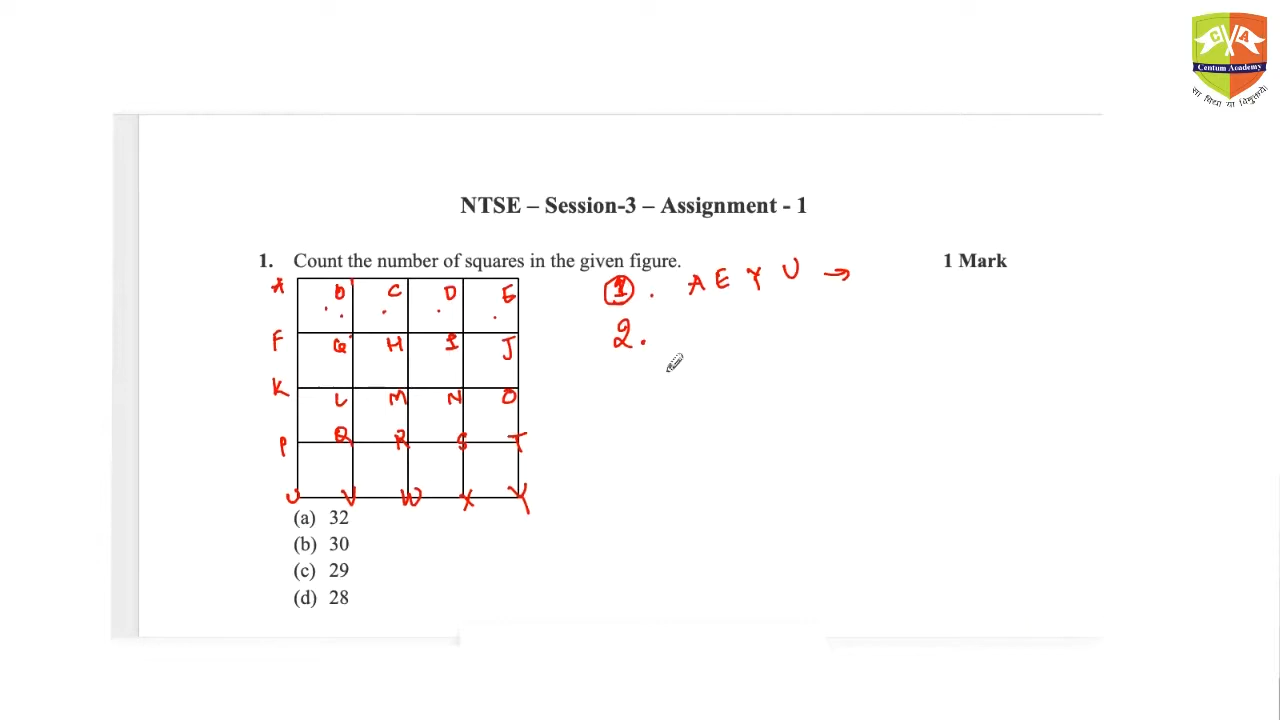 C A
Centum Academy
सा विद्या या विमुक्तये
NTSE – Session-3 – Assignment - 1
1. Count the number of squares in the given figure. 1 Mark
A B C D E
F G H I J
K L M N O
P Q R S T
U V W X Y
1. A E Y U →
2.
(a) 32
(b) 30
(c) 29
(d) 28